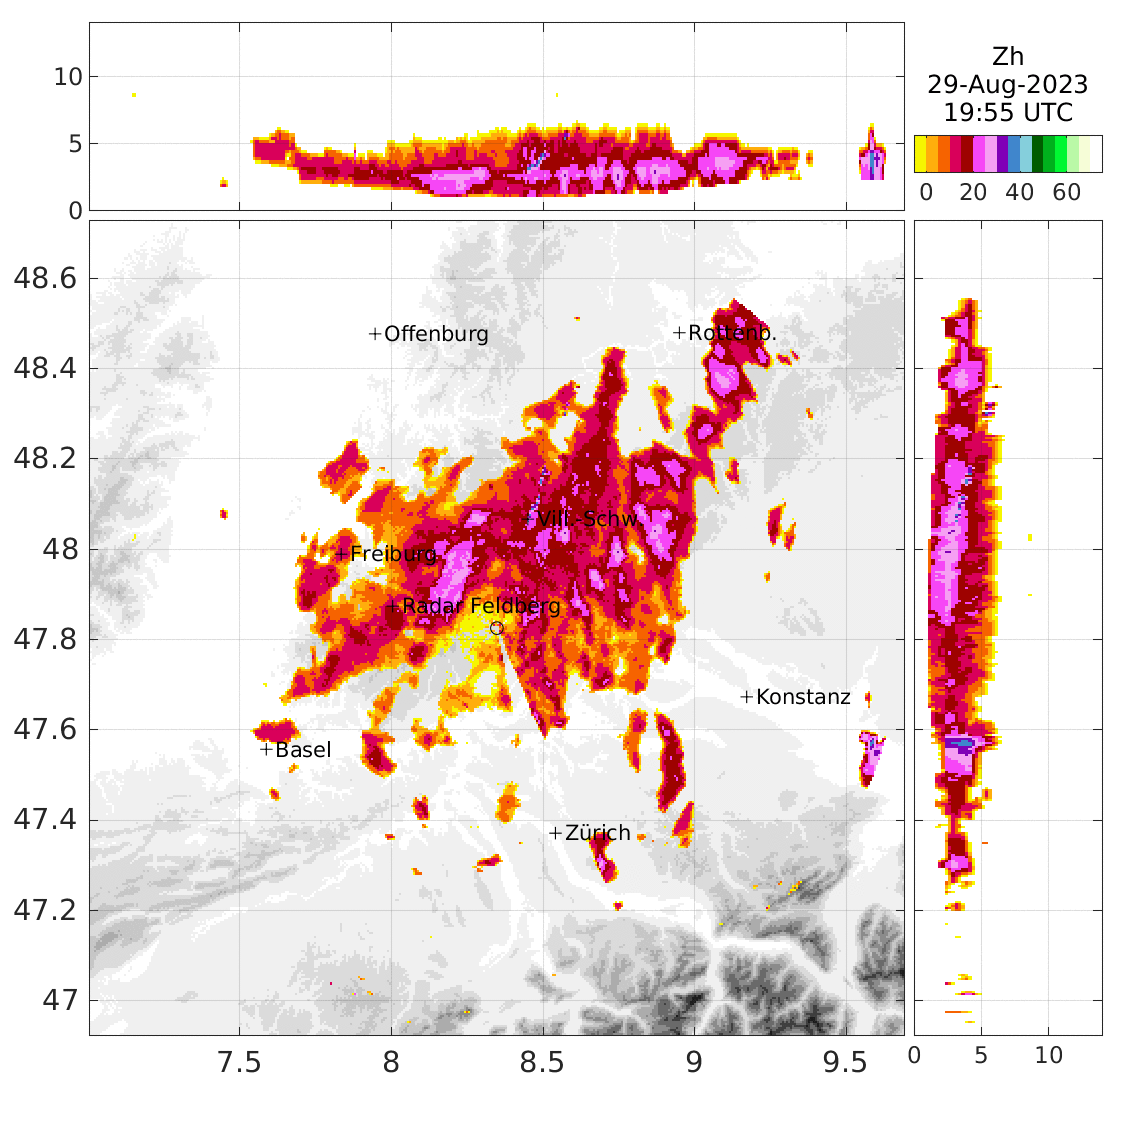 10
5
0
Zh
29-Aug-2023
19:55 UTC
0 20 40 60
48.6
48.4
48.2
48
47.8
47.6
47.4
47.2
47
+Offenburg
+Rottenb.
+Vill.-Schw.
+Freiburg
+Radar Feldberg
+Konstanz
+Basel
+Zürich
7.5 8 8.5 9 9.5
0 5 10